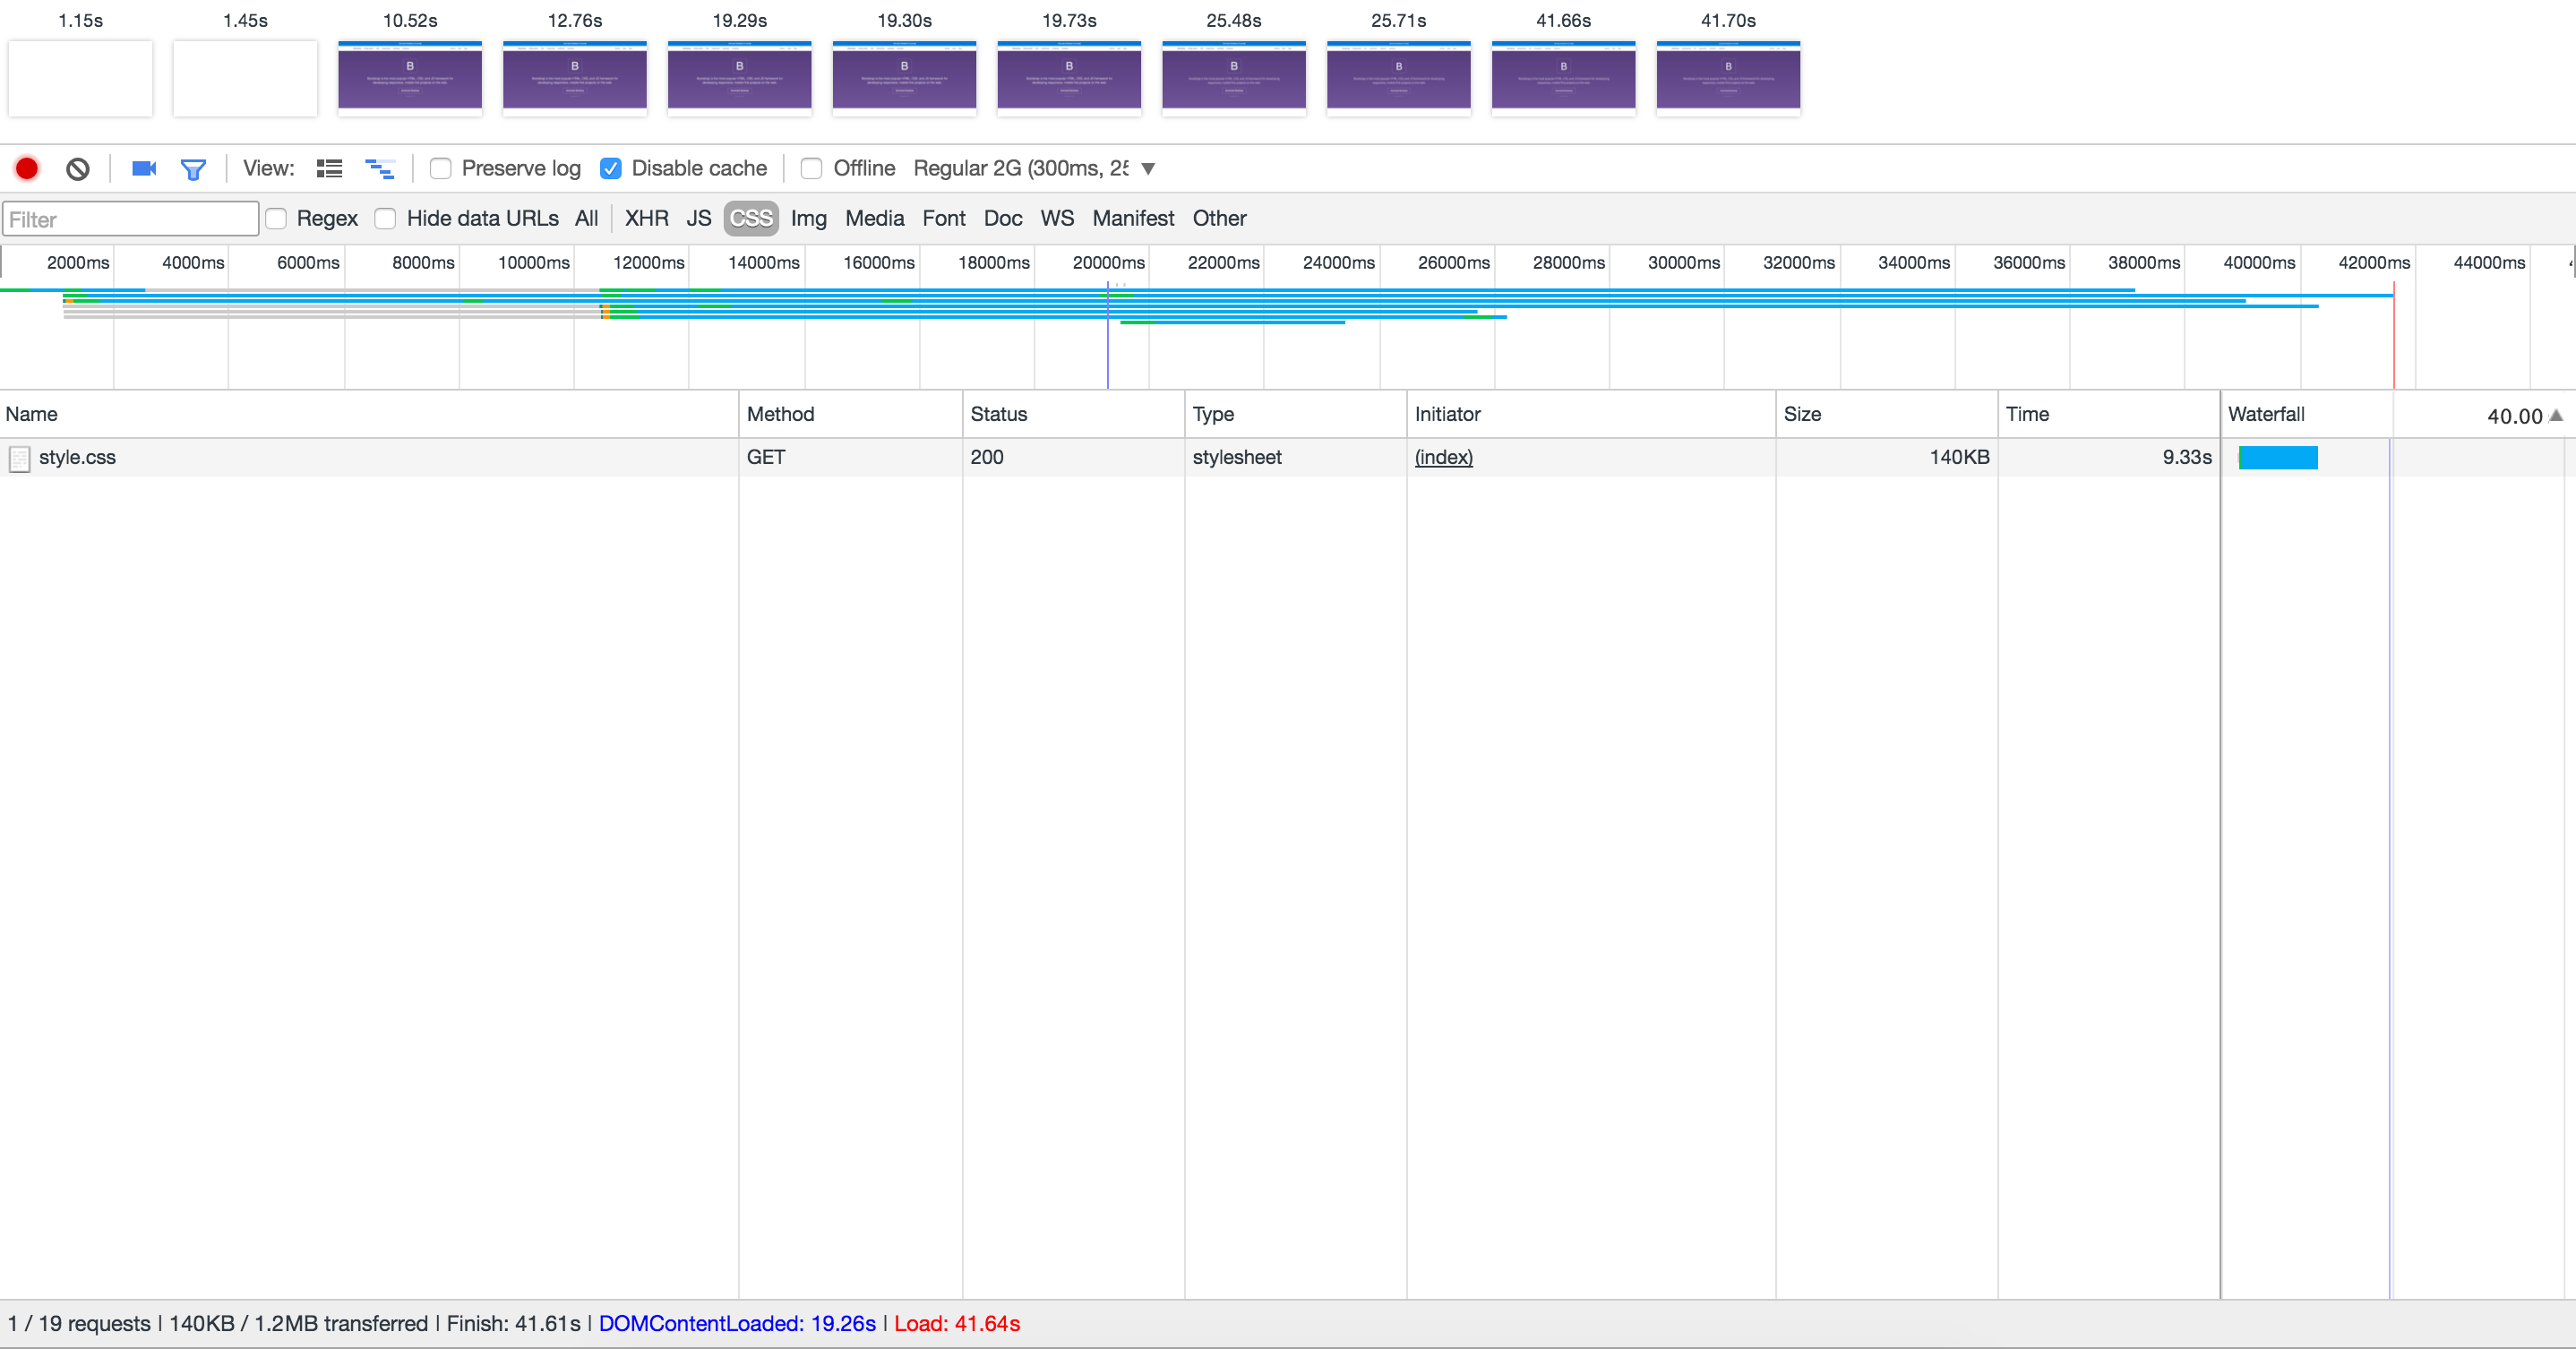 1.15s 1.45s 10.52s 12.76s 19.29s 19.30s 19.73s 25.48s 25.71s 41.66s 41.70s
B B B B B B B B B
View: Preserve log Disable cache Offline Regular 2G (300ms, 25
Filter Regex Hide data URLs All XHR JS CSS Img Media Font Doc WS Manifest Other
2000ms 4000ms 6000ms 8000ms 10000ms 12000ms 14000ms 16000ms 18000ms 20000ms 22000ms 24000ms 26000ms 28000ms 30000ms 32000ms 34000ms 36000ms 38000ms 40000ms 42000ms 44000ms
Name Method Status Type Initiator Size Time Waterfall 40.00
style.css GET 200 stylesheet (index) 140KB 9.33s
1 / 19 requests | 140KB / 1.2MB transferred | Finish: 41.61s | DOMContentLoaded: 19.26s | Load: 41.64s